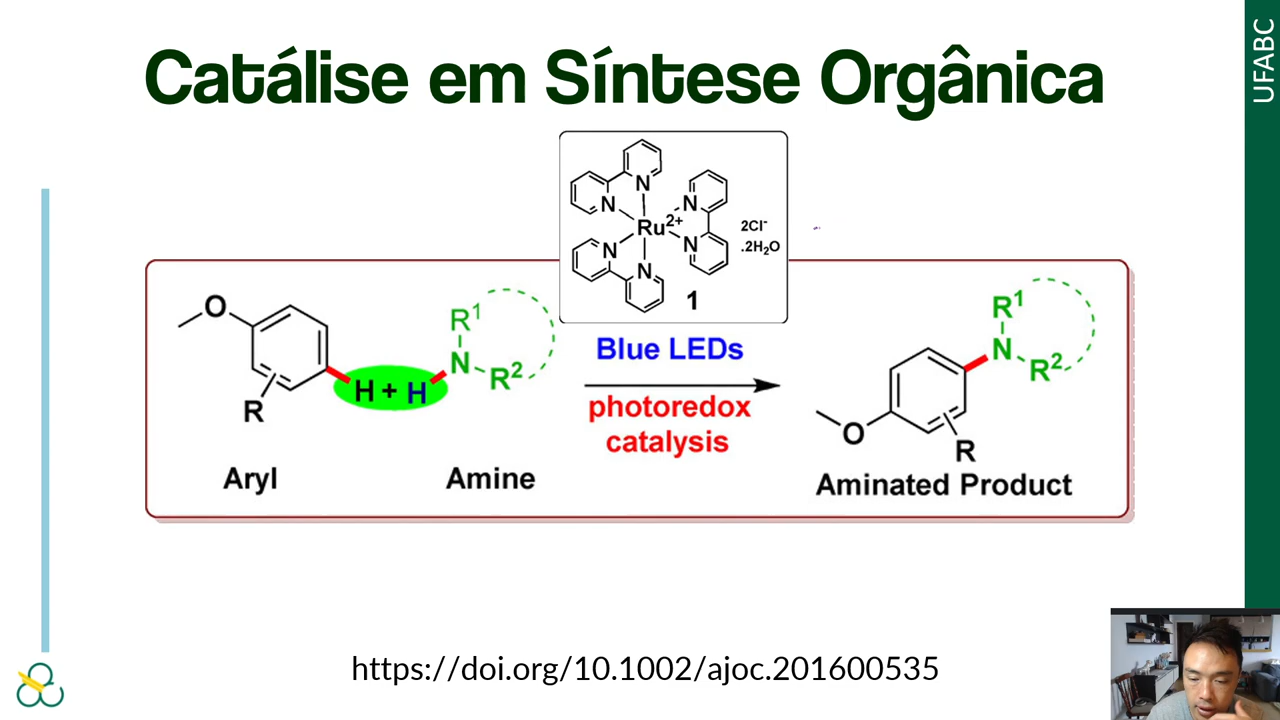 Catálise em Síntese Orgânica
UFABC
N
N
N
N
N
N
Ru2+
2Cl-
.2H2O
1
O
R
H + H
R1
N
R2
Aryl
Amine
Blue LEDs
photoredox
catalysis
R1
N
R2
O
R
Aminated Product
https://doi.org/10.1002/ajoc.201600535